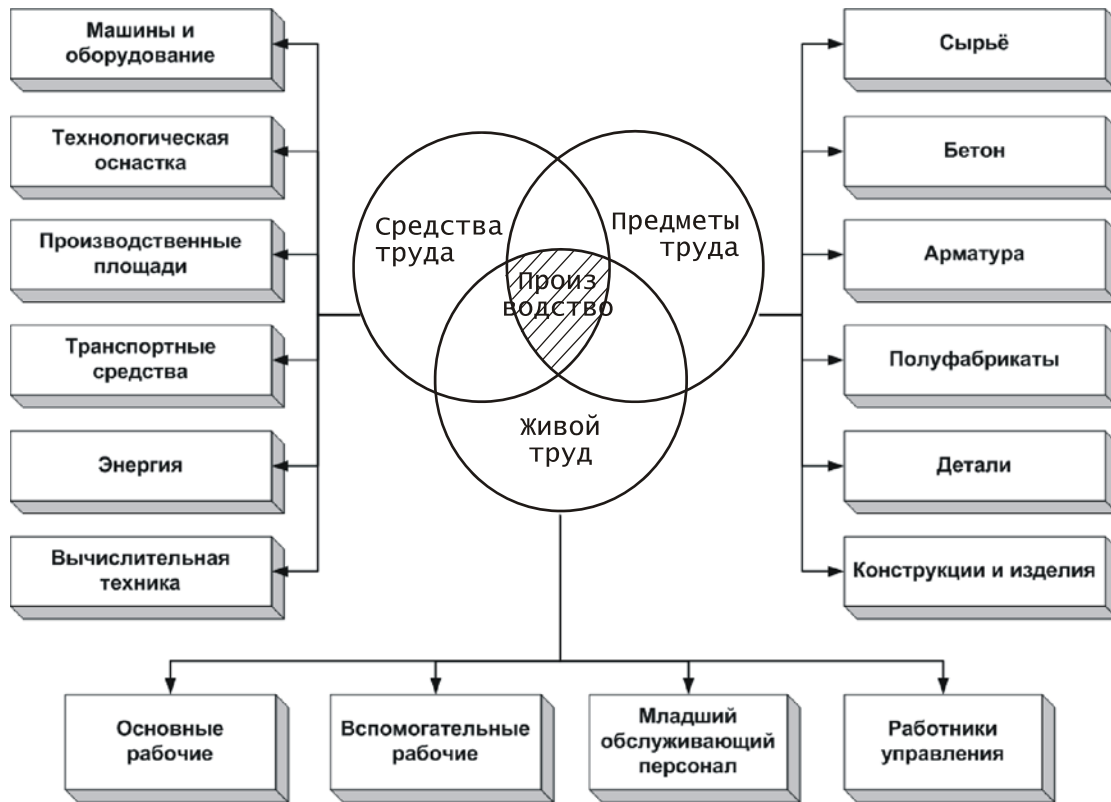 Машины и
оборудование
Технологическая
оснастка
Производственные
площади
Транспортные
средства
Энергия
Вычислительная
техника
Средства
труда
Предметы
труда
Произ
водство
Живой
труд
Сырьё
Бетон
Арматура
Полуфабрикаты
Детали
Конструкции и изделия
Основные
рабочие
Вспомогательные
рабочие
Младший
обслуживающий
персонал
Работники
управления